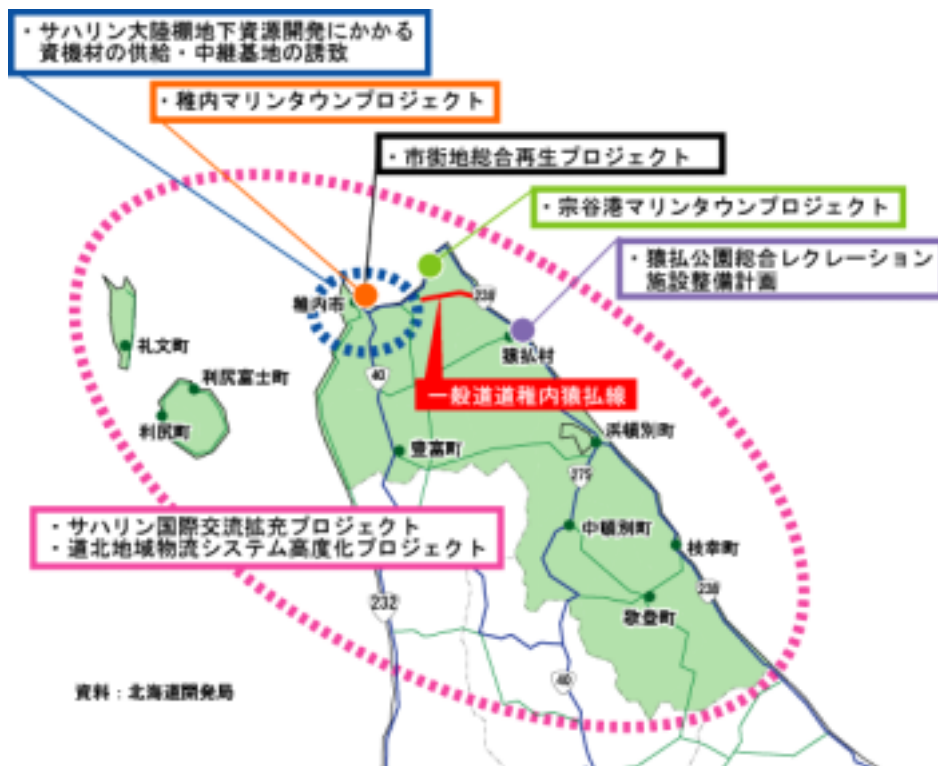 ・サハリン大陸棚地下資源開発にかかる
資機材の供給・中継基地の誘致
・稚内マリンタウンプロジェクト
・市街地総合再生プロジェクト
・宗谷港マリンタウンプロジェクト
・猿払公園総合レクレーション
施設整備計画
稚内市
238
猿払村
礼文町
利尻富士町
利尻町
40
一般道道稚内猿払線
浜頓別町
豊富町
275
・サハリン国際交流拡充プロジェクト
・道北地域物流システム高度化プロジェクト
中頓別町
枝幸町
238
歌登町
232
40
資料：北海道開発局